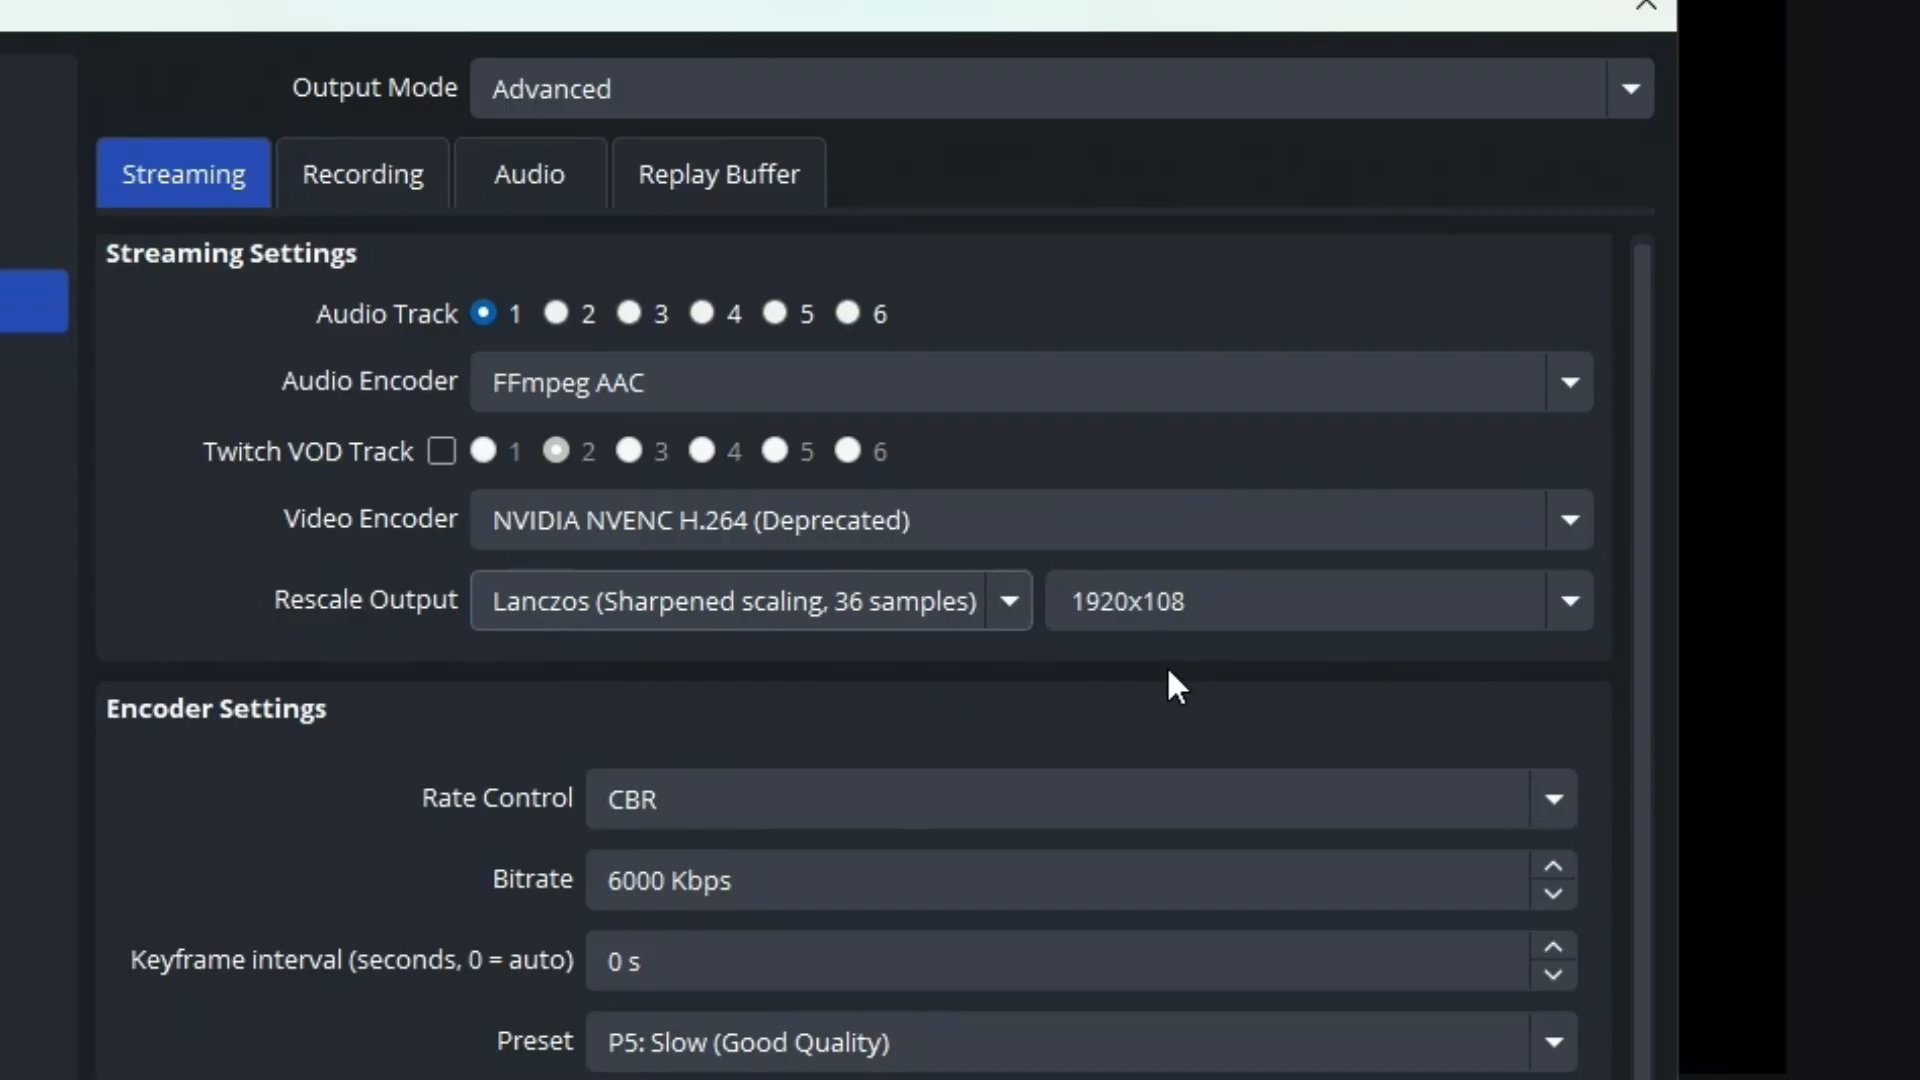 Output Mode Advanced
Streaming Recording Audio Replay Buffer
Streaming Settings
Audio Track 1 2 3 4 5 6
Audio Encoder FFmpeg AAC
Twitch VOD Track 1 2 3 4 5 6
Video Encoder NVIDIA NVENC H.264 (Deprecated)
Rescale Output Lanczos (Sharpened scaling, 36 samples) 1920x108
Encoder Settings
Rate Control CBR
Bitrate 6000 Kbps
Keyframe interval (seconds, 0 = auto) 0 s
Preset P5: Slow (Good Quality)